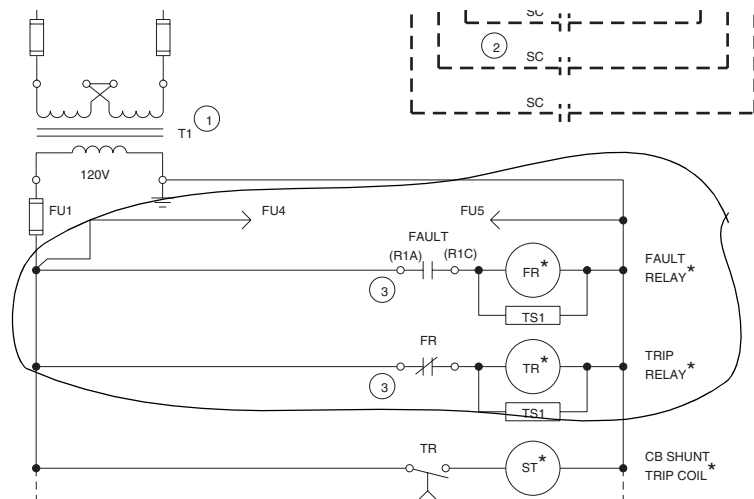 SC
2
SC
SC
T1
1
120V
FU1
FU4
FU5
FAULT
(R1A)
(R1C)
FR*
FAULT
RELAY*
3
TS1
FR
TR*
TRIP
RELAY*
3
TS1
TR
ST*
CB SHUNT
TRIP COIL*